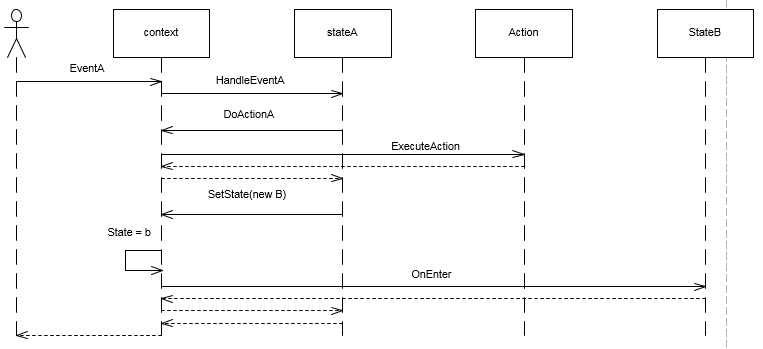 context
stateA
Action
StateB
EventA
HandleEventA
DoActionA
ExecuteAction
SetState(new B)
State = b
OnEnter